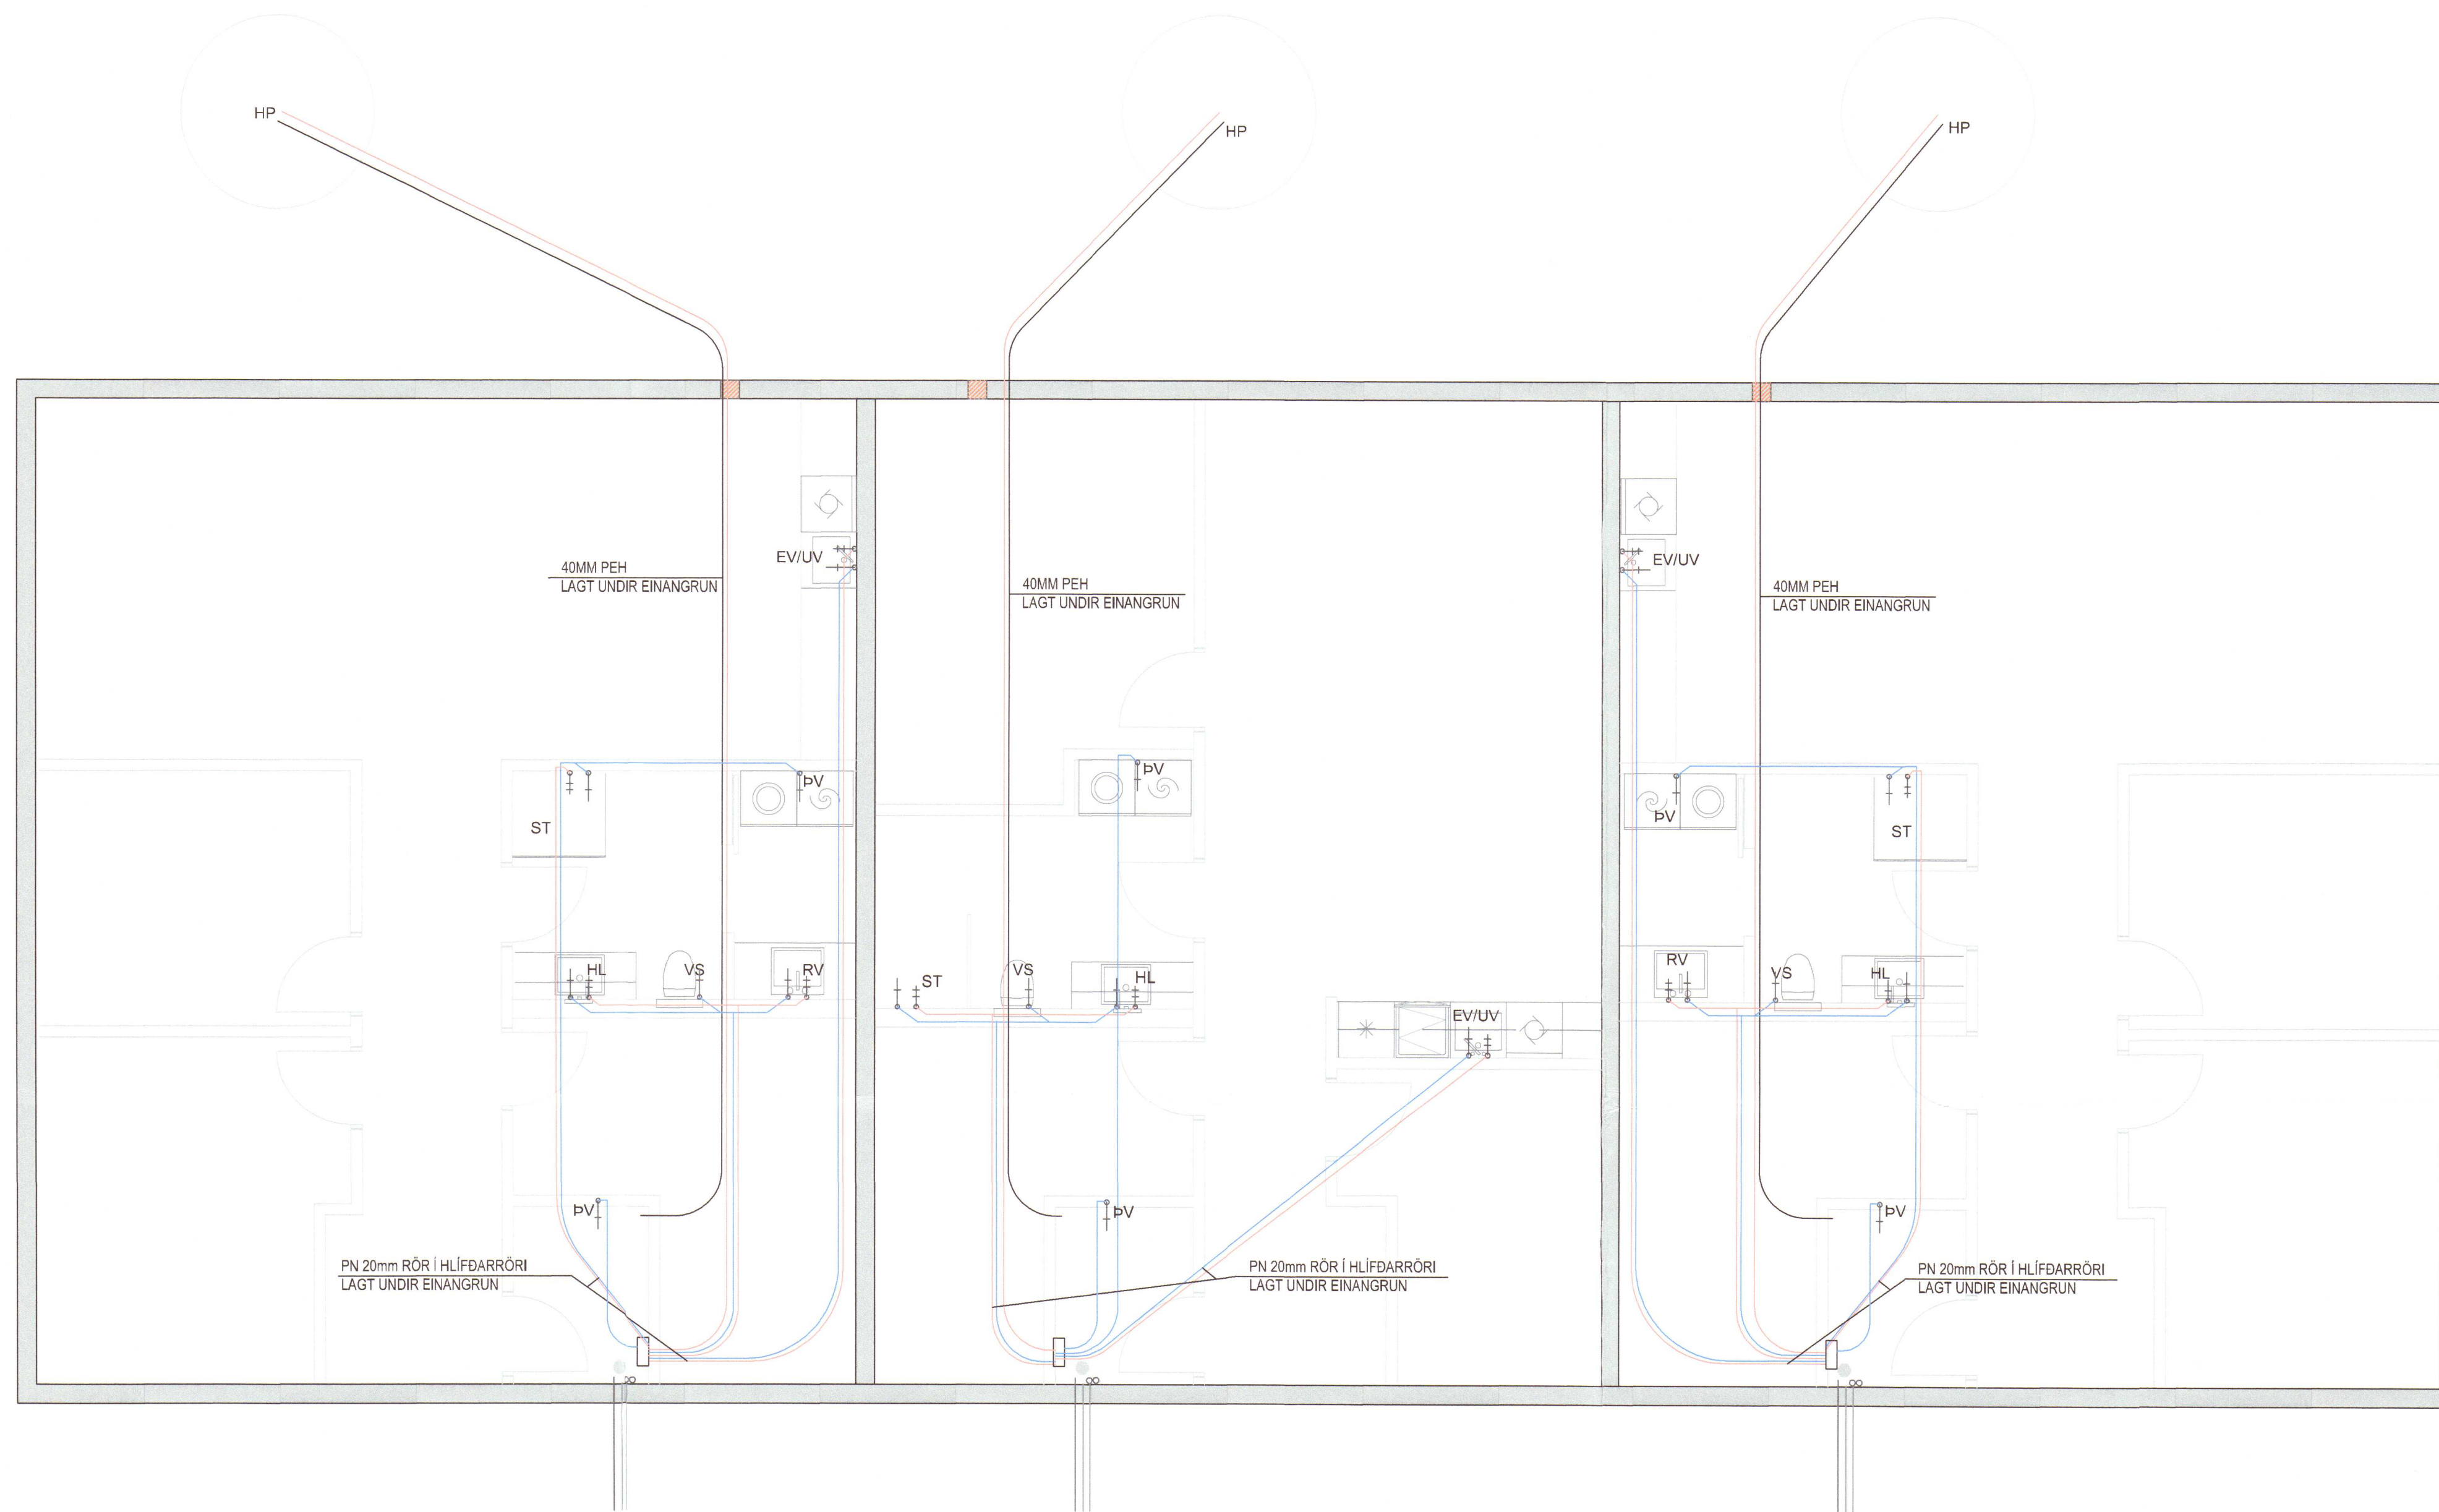 HP
HP
HP
EV/UV
EV/UV
40MM PEH
LAGT UNDIR EINANGRUN
40MM PEH
LAGT UNDIR EINANGRUN
40MM PEH
LAGT UNDIR EINANGRUN
ÞV
ÞV
ÞV
ST
ST
HL
VS
RV
ST
VS
HL
RV
VS
HL
EV/UV
ÞV
ÞV
ÞV
PN 20mm RÖR Í HLÍFÐARRÖRI
LAGT UNDIR EINANGRUN
PN 20mm RÖR Í HLÍFÐARRÖRI
LAGT UNDIR EINANGRUN
PN 20mm RÖR Í HLÍFÐARRÖRI
LAGT UNDIR EINANGRUN